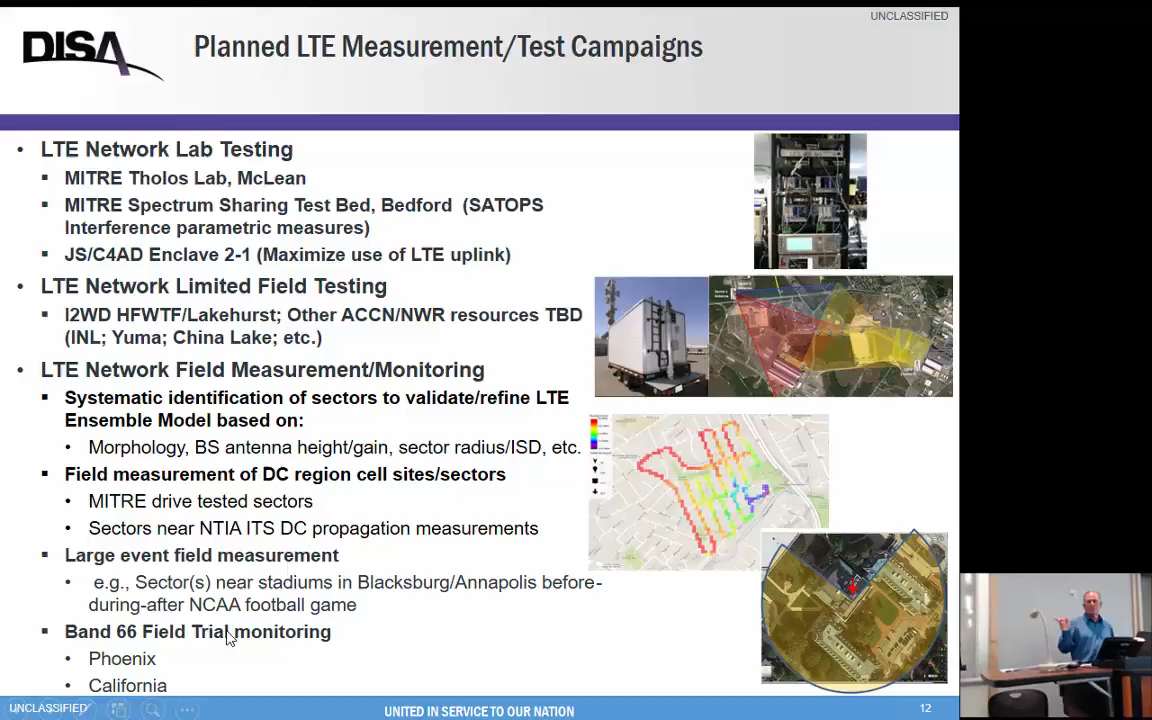 UNCLASSIFIED
DISA
Planned LTE Measurement/Test Campaigns
• LTE Network Lab Testing
▪ MITRE Tholos Lab, McLean
▪ MITRE Spectrum Sharing Test Bed, Bedford (SATOPS
Interference parametric measures)
▪ JS/C4AD Enclave 2-1 (Maximize use of LTE uplink)
• LTE Network Limited Field Testing
▪ I2WD HFWTF/Lakehurst; Other ACCN/NWR resources TBD
(INL; Yuma; China Lake; etc.)
• LTE Network Field Measurement/Monitoring
▪ Systematic identification of sectors to validate/refine LTE
Ensemble Model based on:
• Morphology, BS antenna height/gain, sector radius/ISD, etc.
▪ Field measurement of DC region cell sites/sectors
• MITRE drive tested sectors
• Sectors near NTIA ITS DC propagation measurements
▪ Large event field measurement
• e.g., Sector(s) near stadiums in Blacksburg/Annapolis before-
during-after NCAA football game
▪ Band 66 Field Trial monitoring
• Phoenix
• California
UNCLASSIFIED
UNITED IN SERVICE TO OUR NATION
12